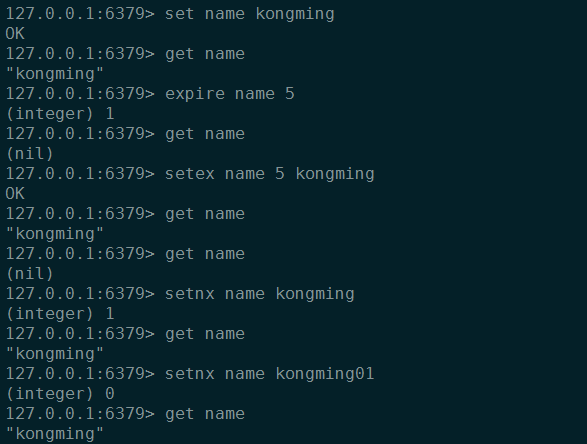 127.0.0.1:6379> set name kongming
OK
127.0.0.1:6379> get name
"kongming"
127.0.0.1:6379> expire name 5
(integer) 1
127.0.0.1:6379> get name
(nil)
127.0.0.1:6379> setex name 5 kongming
OK
127.0.0.1:6379> get name
"kongming"
127.0.0.1:6379> get name
(nil)
127.0.0.1:6379> setnx name kongming
(integer) 1
127.0.0.1:6379> get name
"kongming"
127.0.0.1:6379> setnx name kongming01
(integer) 0
127.0.0.1:6379> get name
"kongming"